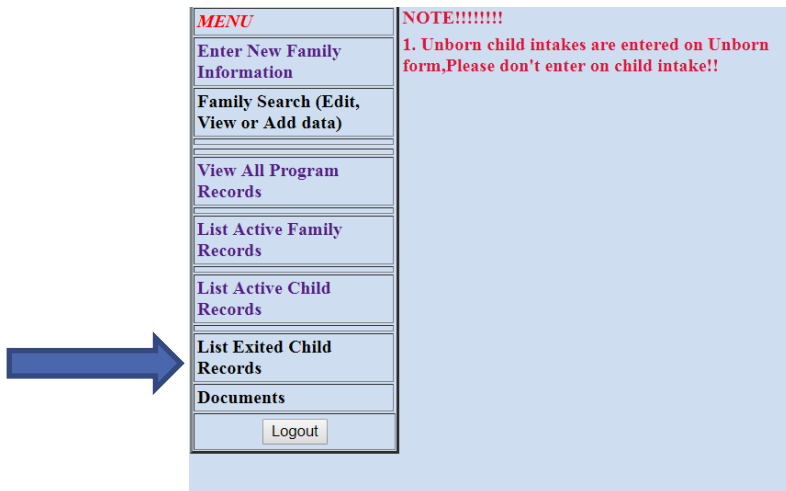 MENU
Enter New Family
Information
Family Search (Edit,
View or Add data)
View All Program
Records
List Active Family
Records
List Active Child
Records
List Exited Child
Records
Documents
Logout
NOTE!!!!!!!!
1. Unborn child intakes are entered on Unborn
form,Please don't enter on child intake!!